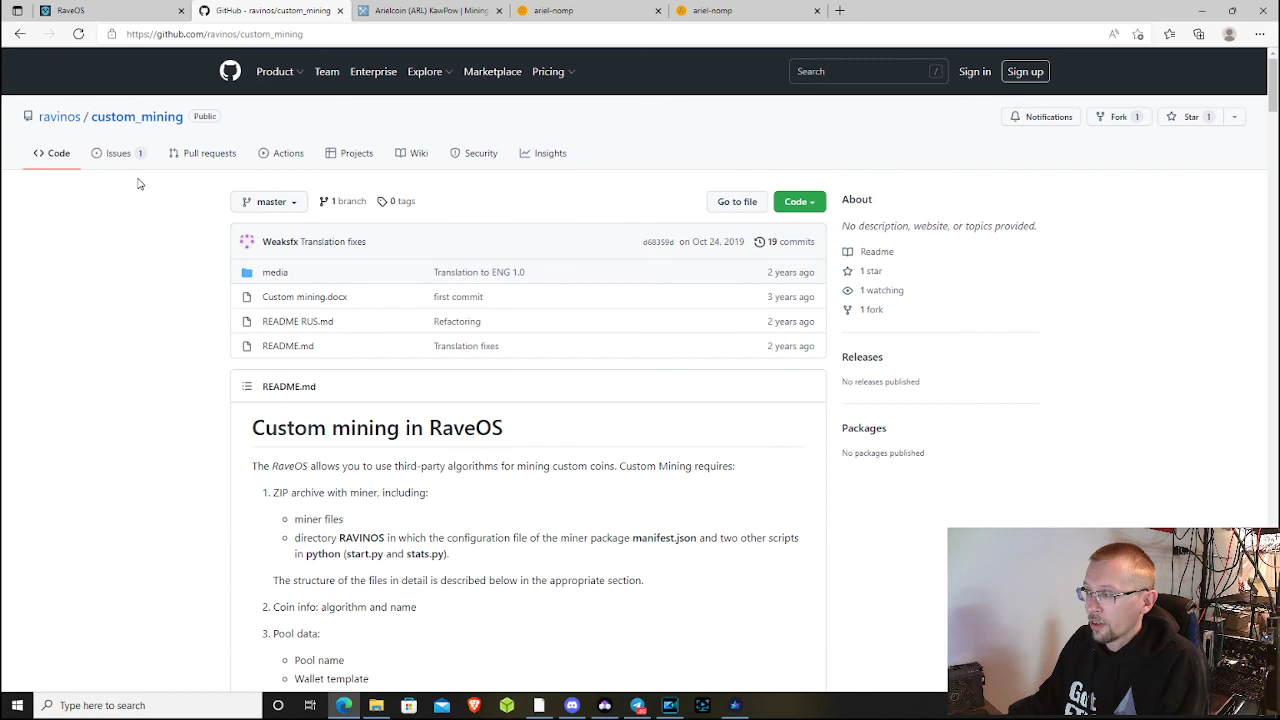 RaveOS
GitHub - ravinos/custom_mining
Arielcoin (ARL) KawPow | Mining
ariel-nomp
ariel-nomp
https://github.com/ravinos/custom_mining
Product
Team
Enterprise
Explore
Marketplace
Pricing
Search
/
Sign in
Sign up
ravinos / custom_mining
Public
Notifications
Fork 1
Star 1
Code
Issues 1
Pull requests
Actions
Projects
Wiki
Security
Insights
master
1 branch
0 tags
Go to file
Code
About
Weaksfx Translation fixes
d68359d on Oct 24, 2019
19 commits
No description, website, or topics provided.
media
Translation to ENG 1.0
2 years ago
Readme
1 star
Custom mining.docx
first commit
3 years ago
1 watching
1 fork
README RUS.md
Refactoring
2 years ago
README.md
Translation fixes
2 years ago
Releases
No releases published
README.md
Packages
No packages published
Custom mining in RaveOS
The RaveOS allows you to use third-party algorithms for mining custom coins. Custom Mining requires:
1. ZIP archive with miner, including:
miner files
directory RAVINOS in which the configuration file of the miner package manifest.json and two other scripts
in python (start.py and stats.py).
The structure of the files in detail is described below in the appropriate section.
2. Coin info: algorithm and name
3. Pool data:
Pool name
Wallet template
Type here to search